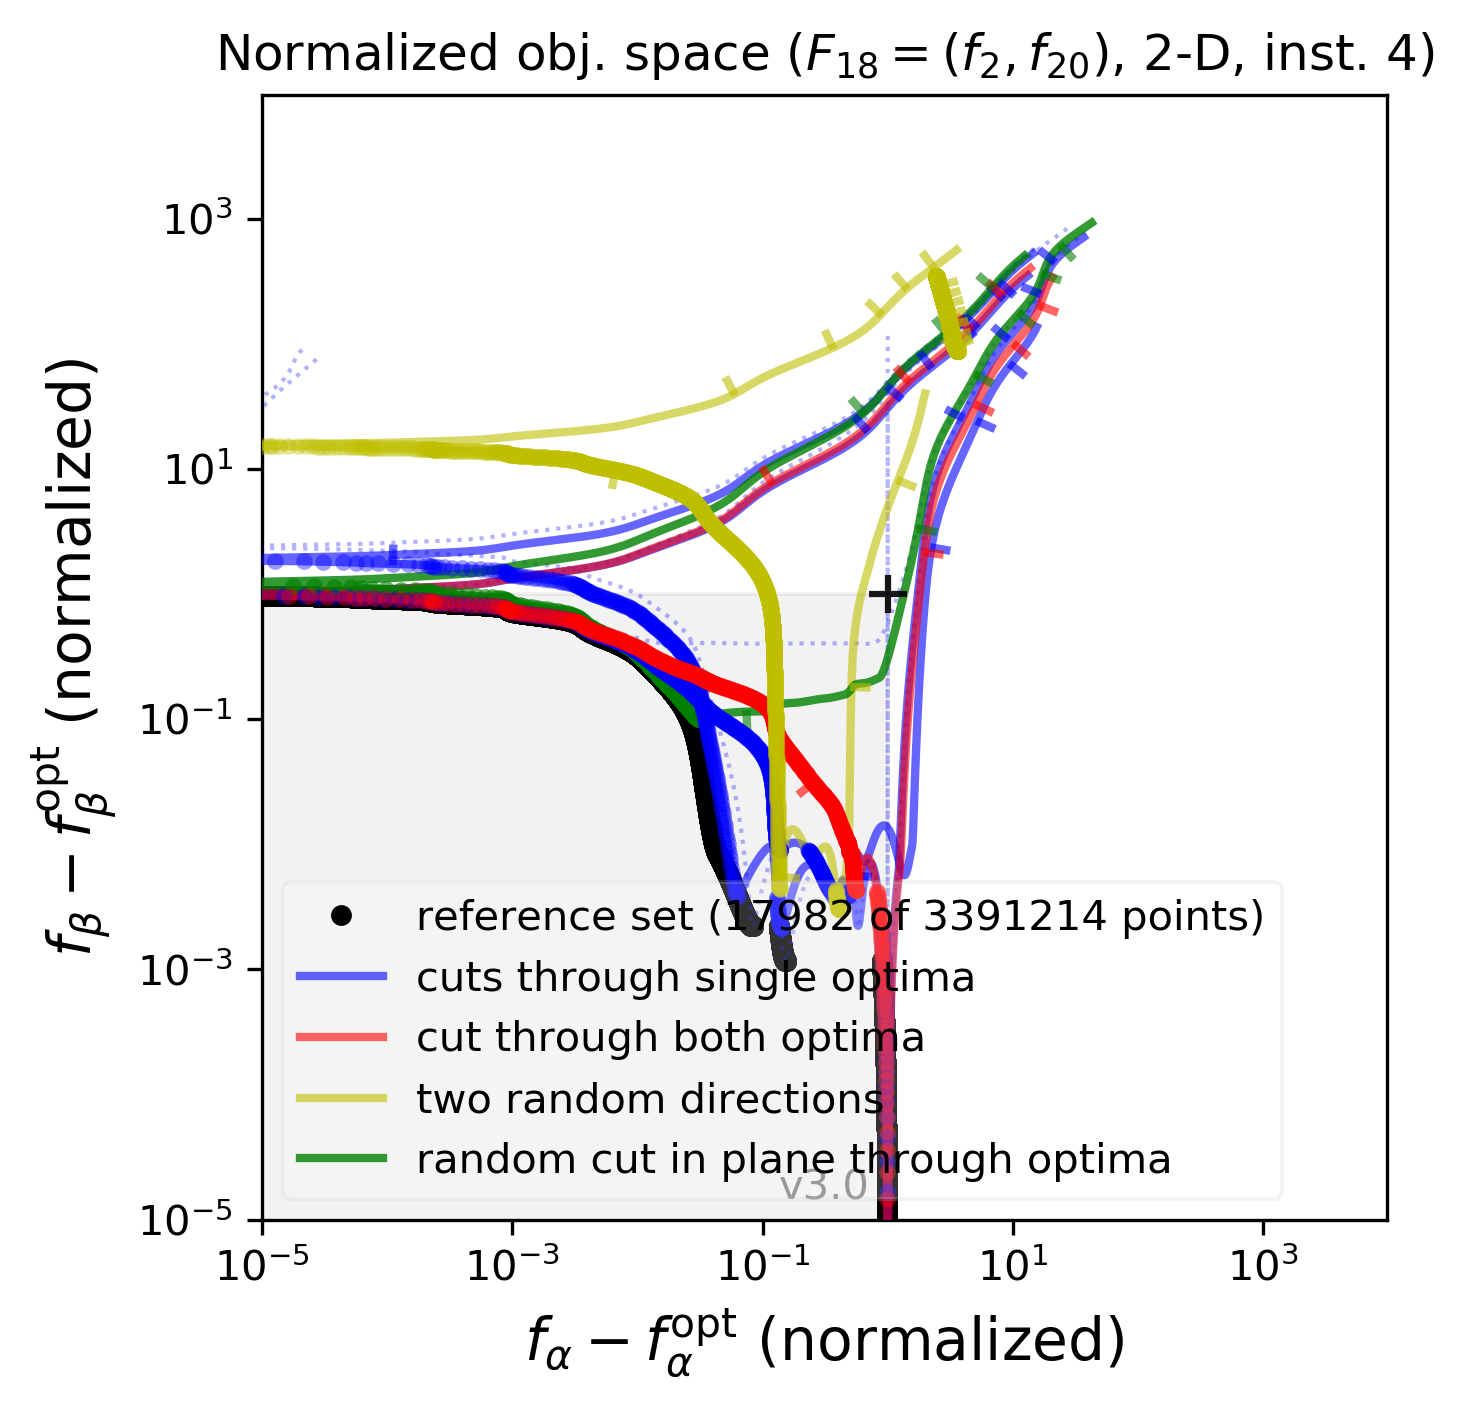 Normalized obj. space (F₁₈ = (f₂, f₂₀), 2-D, inst. 4)
f_β − f_β^opt (normalized)
10³
10¹
10⁻¹
10⁻³
10⁻⁵
reference set (17982 of 3391214 points)
cuts through single optima
cut through both optima
two random directions
random cut in plane through optima
v3.0
10⁻⁵ 10⁻³ 10⁻¹ 10¹ 10³
f_α − f_α^opt (normalized)